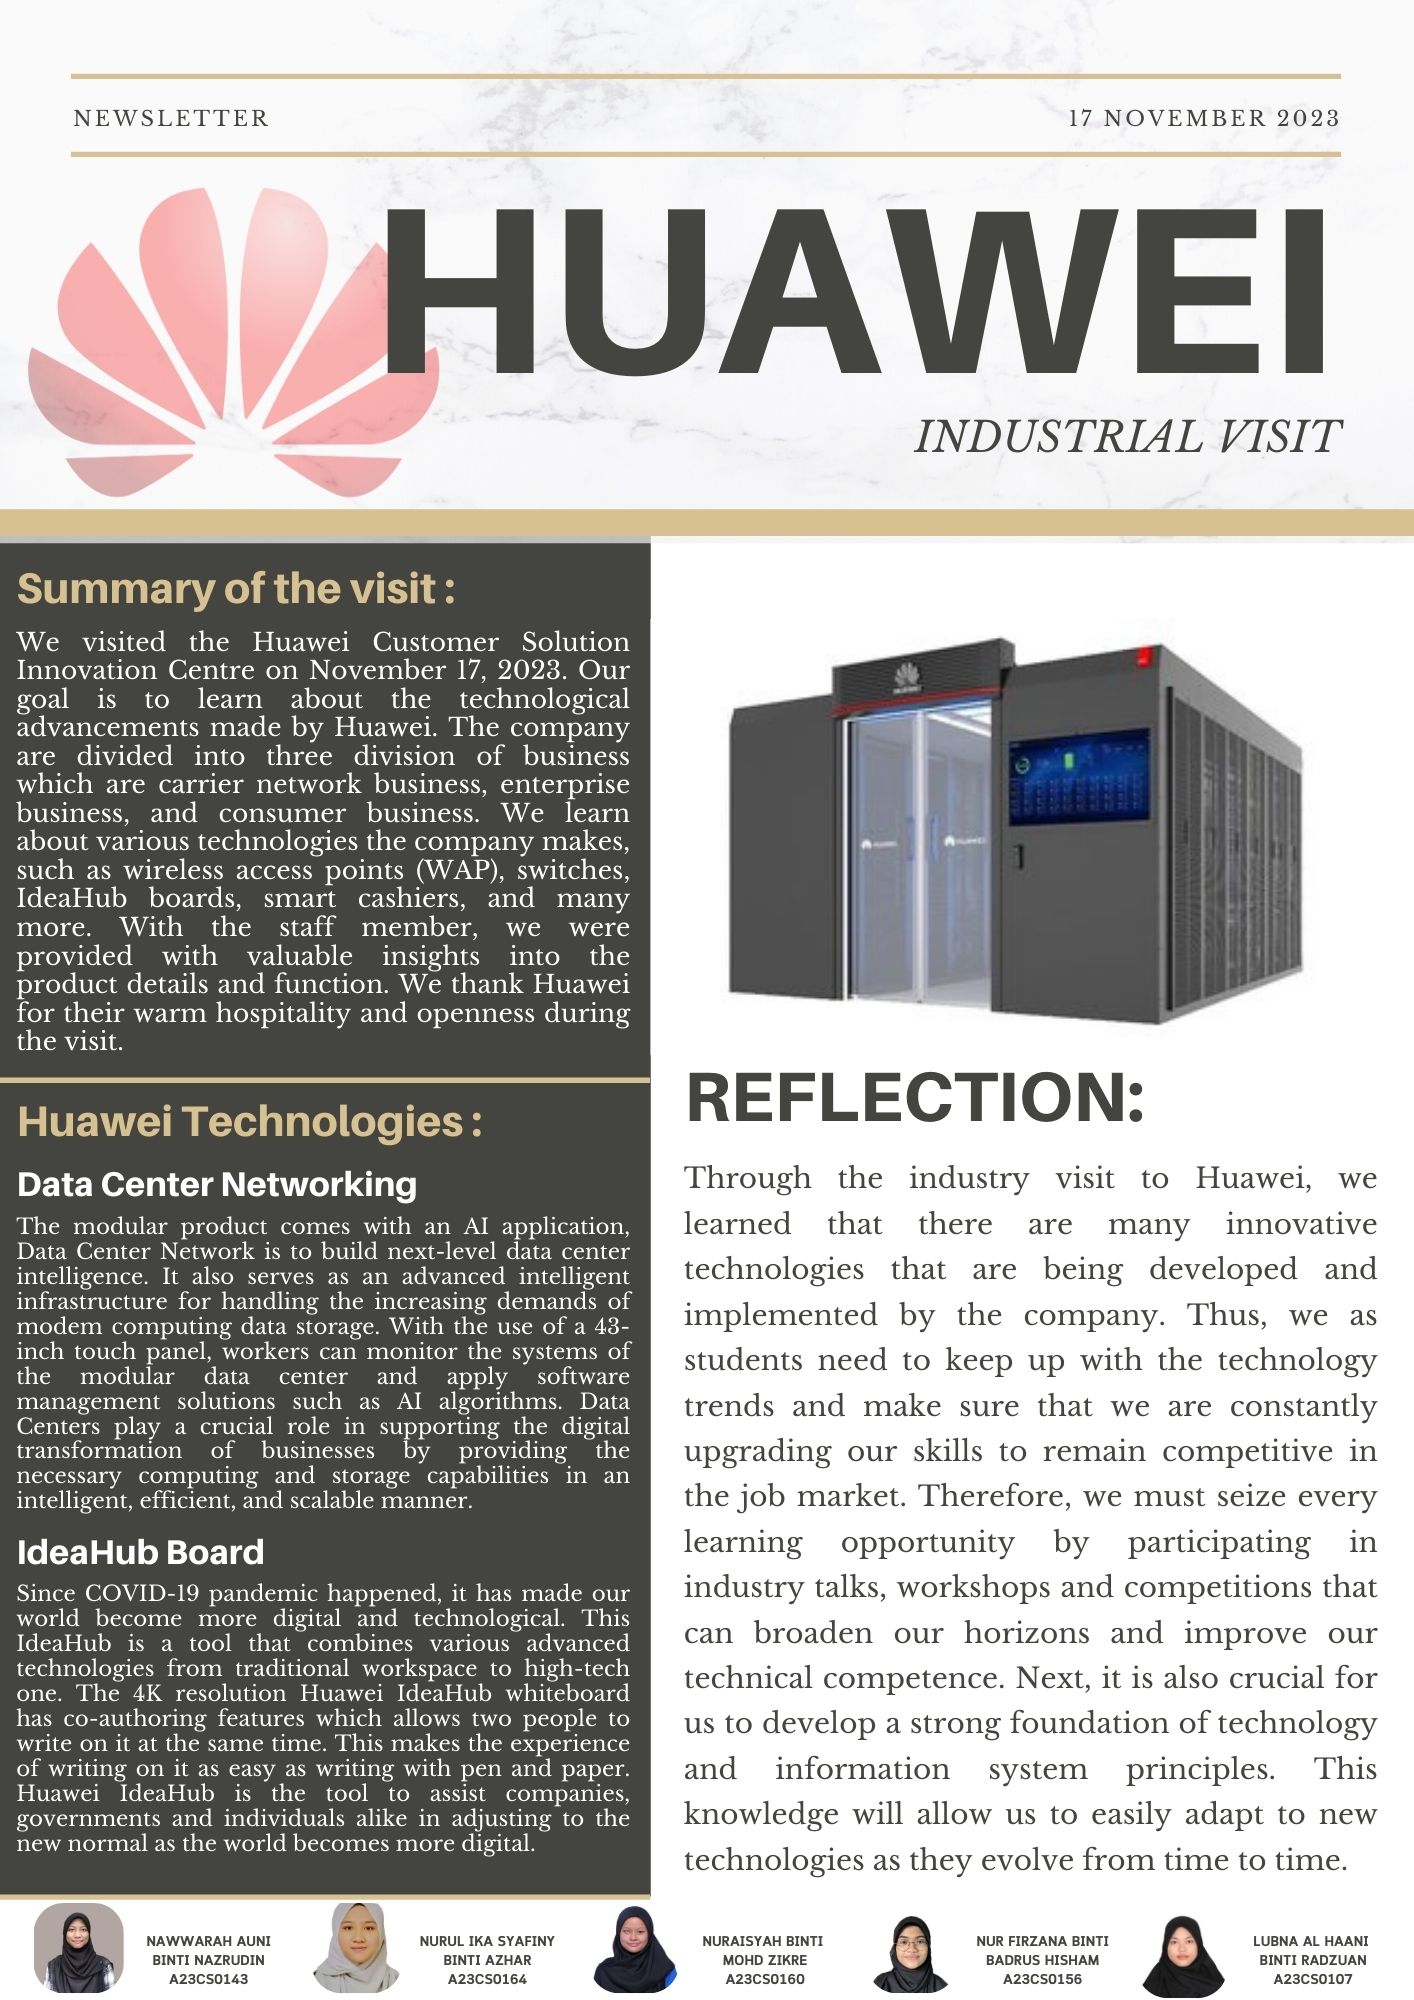 NEWSLETTER
17 NOVEMBER 2023
HUAWEI
INDUSTRIAL VISIT
Summary of the visit :
We visited the Huawei Customer Solution
Innovation Centre on November 17, 2023. Our
goal is to learn about the technological
advancements made by Huawei. The company
are divided into three division of business
which are carrier network business, enterprise
business, and consumer business. We learn
about various technologies the company makes,
such as wireless access points (WAP), switches,
IdeaHub boards, smart cashiers, and many
more. With the staff member, we were
provided with valuable insights into the
product details and function. We thank Huawei
for their warm hospitality and openness during
the visit.
Huawei Technologies :
Data Center Networking
The modular product comes with an AI application,
Data Center Network is to build next-level data center
intelligence. It also serves as an advanced intelligent
infrastructure for handling the increasing demands of
modem computing data storage. With the use of a 43-
inch touch panel, workers can monitor the systems of
the modular data center and apply software
management solutions such as AI algorithms. Data
Centers play a crucial role in supporting the digital
transformation of businesses by providing the
necessary computing and storage capabilities in an
intelligent, efficient, and scalable manner.
IdeaHub Board
Since COVID-19 pandemic happened, it has made our
world become more digital and technological. This
IdeaHub is a tool that combines various advanced
technologies from traditional workspace to high-tech
one. The 4K resolution Huawei IdeaHub whiteboard
has co-authoring features which allows two people to
write on it at the same time. This makes the experience
of writing on it as easy as writing with pen and paper.
Huawei IdeaHub is the tool to assist companies,
governments and individuals alike in adjusting to the
new normal as the world becomes more digital.
HUAWEI
HUAWEI
HUAWEI
REFLECTION:
Through the industry visit to Huawei, we
learned that there are many innovative
technologies that are being developed and
implemented by the company. Thus, we as
students need to keep up with the technology
trends and make sure that we are constantly
upgrading our skills to remain competitive in
the job market. Therefore, we must seize every
learning opportunity by participating in
industry talks, workshops and competitions that
can broaden our horizons and improve our
technical competence. Next, it is also crucial for
us to develop a strong foundation of technology
and information system principles. This
knowledge will allow us to easily adapt to new
technologies as they evolve from time to time.
NAWWARAH AUNI
BINTI NAZRUDIN
A23CS0143
NURUL IKA SYAFINY
BINTI AZHAR
A23CS0164
NURAISYAH BINTI
MOHD ZIKRE
A23CS0160
NUR FIRZANA BINTI
BADRUS HISHAM
A23CS0156
LUBNA AL HAANI
BINTI RADZUAN
A23CS0107